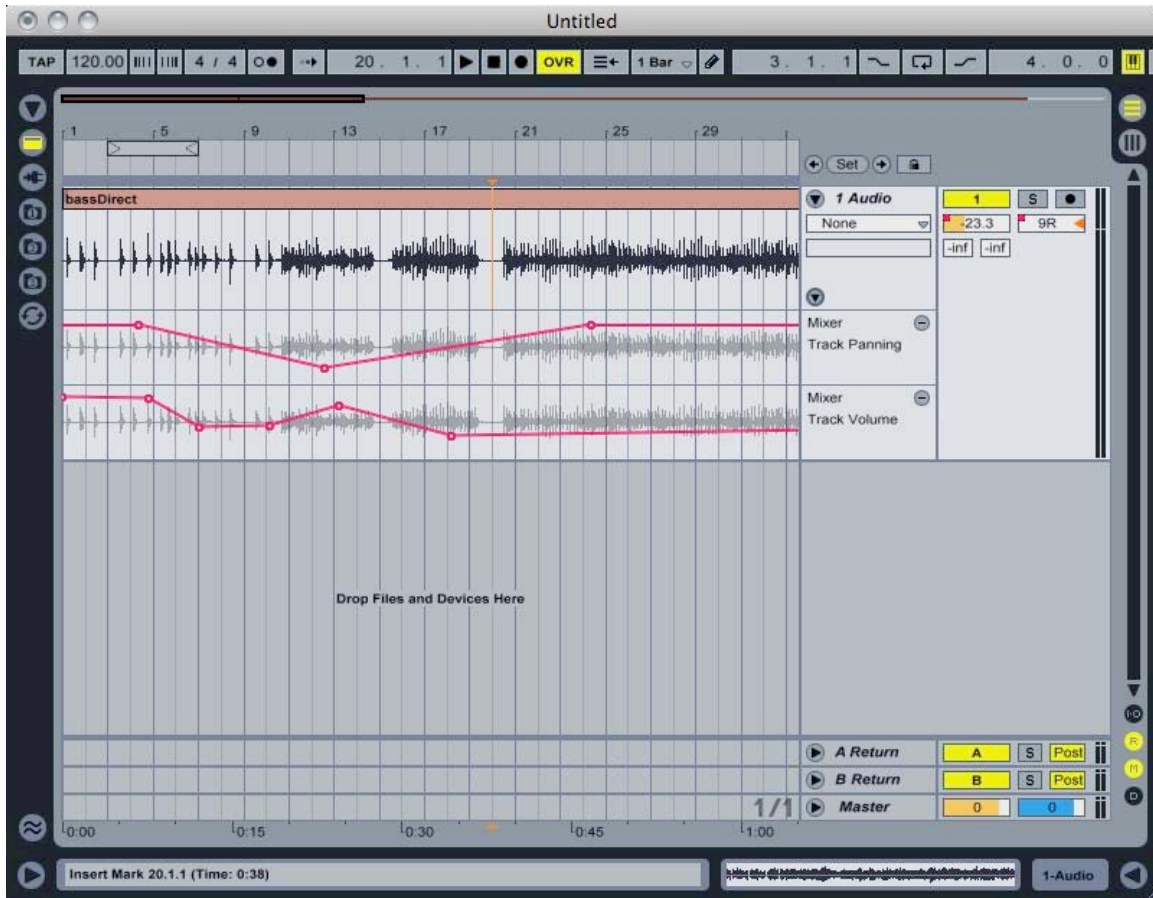 Untitled
TAP 120.00 4 / 4 20. 1. 1 OVR 1 Bar 3. 1. 1 4. 0. 0
1 5 9 13 17 21 25 29
Set
bassDirect
1 Audio 1 S
None -23.3 9R
-inf -inf
Mixer
Track Panning
Mixer
Track Volume
Drop Files and Devices Here
I·O
A Return A S Post
R
B Return B S Post
M
1/1 Master 0 0
D
0:00 0:15 0:30 0:45 1:00
Insert Mark 20.1.1 (Time: 0:38) 1-Audio